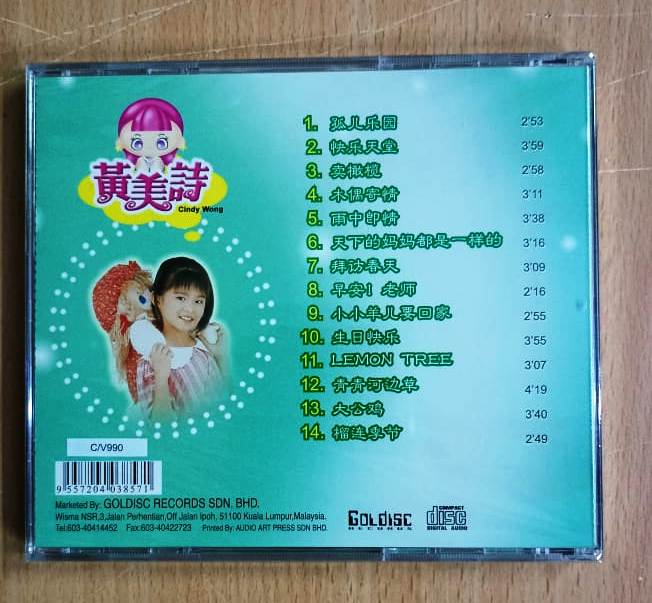 黃美詩
Cindy Wong
1. 孤儿乐园 2'53
2. 快乐天堂 3'59
3. 卖橄榄 2'58
4. 木偶寄情 3'11
5. 雨中即情 3'38
6. 天下的妈妈都是一样的 3'16
7. 拜访春天 3'09
8. 早安！老师 2'16
9. 小小羊儿要回家 2'55
10. 生日快乐 3'55
11. LEMON TREE 3'07
12. 青青河边草 4'19
13. 大公鸡 3'40
14. 榴连季节 2'49
C/V990
9 557204 038571
Marketed By: GOLDISC RECORDS SDN. BHD.
Wisma NSR,3,Jalan Perhentian,Off Jalan Ipoh, 51100 Kuala Lumpur,Malaysia.
Tel:603-40414452 Fax:603-40422723 Printed By: AUDIO ART PRESS SDN BHD.
GOLDISC
RECORDS
COMPACT
disc
DIGITAL AUDIO